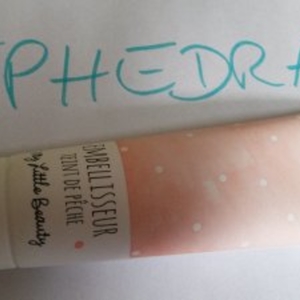 PHEDRA
EMBELLISSEUR
TEINT DE PÊCHE
My Little Beauty